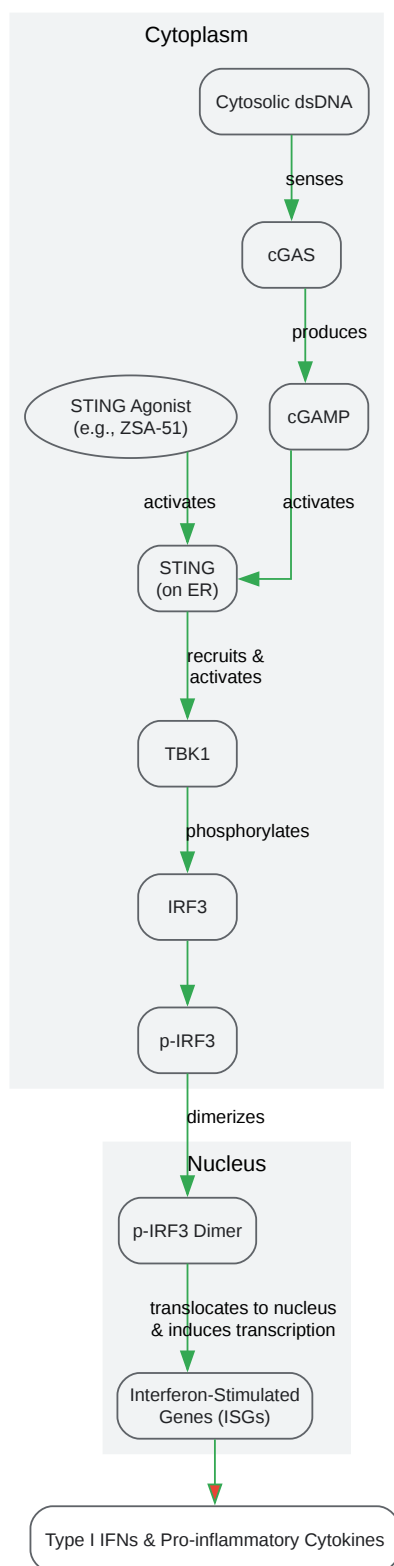 Cytoplasm
Cytosolic dsDNA
senses
cGAS
produces
STING Agonist
(e.g., ZSA-51)
cGAMP
activates
activates
STING
(on ER)
recruits &
activates
TBK1
phosphorylates
IRF3
p-IRF3
dimerizes
Nucleus
p-IRF3 Dimer
translocates to nucleus
& induces transcription
Interferon-Stimulated
Genes (ISGs)
Type I IFNs & Pro-inflammatory Cytokines